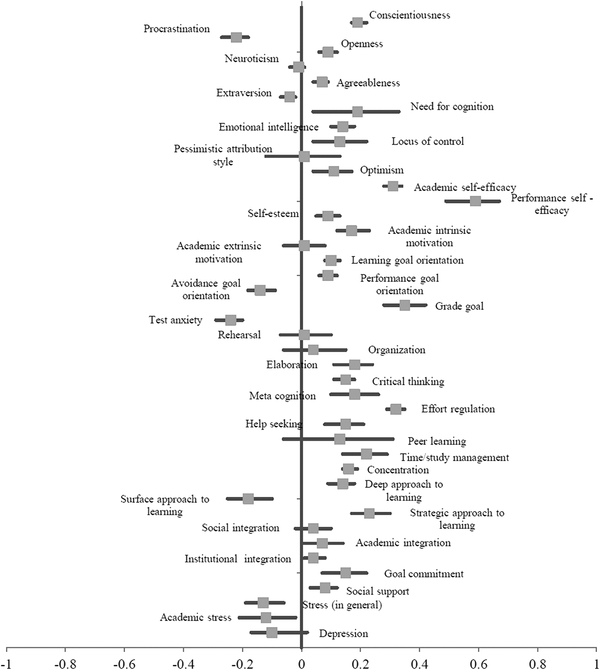 Conscientiousness
Procrastination
Openness
Neuroticism
Agreeableness
Extraversion
Need for cognition
Emotional intelligence
Locus of control
Pessimistic attribution
style
Optimism
Academic self-efficacy
Performance self -
efficacy
Self-esteem
Academic intrinsic
motivation
Academic extrinsic
motivation
Learning goal orientation
Performance goal
orientation
Avoidance goal
orientation
Grade goal
Test anxiety
Rehearsal
Organization
Elaboration
Critical thinking
Meta cognition
Effort regulation
Help seeking
Peer learning
Time/study management
Concentration
Deep approach to
learning
Surface approach to
learning
Strategic approach to
learning
Social integration
Academic integration
Institutional integration
Goal commitment
Social support
Stress (in general)
Academic stress
Depression
-1 -0.8 -0.6 -0.4 -0.2 0 0.2 0.4 0.6 0.8 1